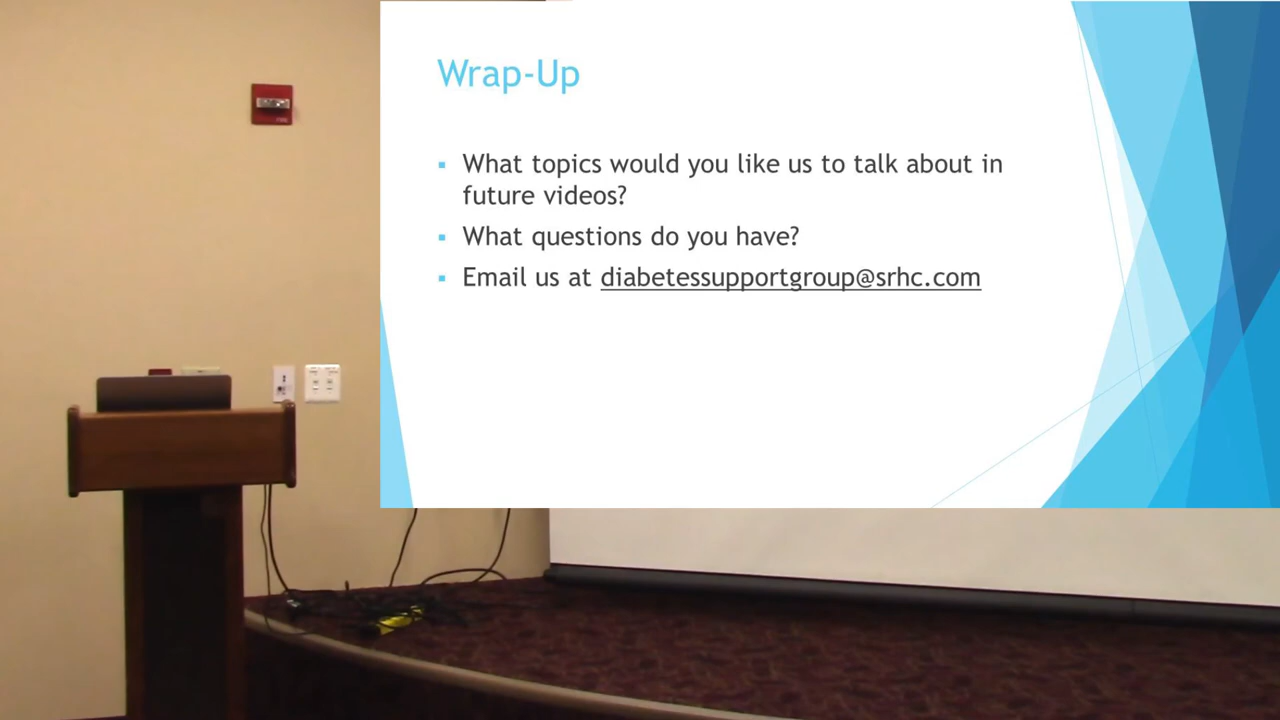 Wrap-Up
What topics would you like us to talk about in
future videos?
What questions do you have?
Email us at diabetessupportgroup@srhc.com